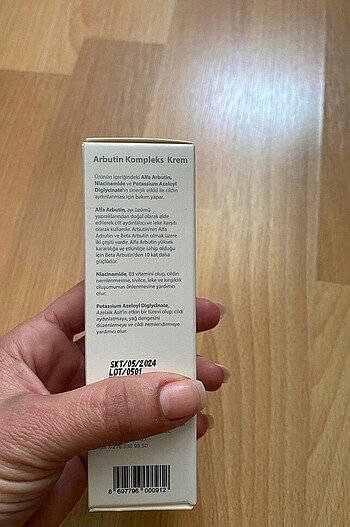 Arbutin Kompleks Krem
Ürünün içeriğindeki Alfa Arbutin,
Niacinamide ve Potassium Azeloyl
Diglycinate'ın sinerjik etkisi ile cildin
aydınlanması için bakım yapar.
Alfa Arbutin, ayı üzümü
yapraklarından doğal olarak elde
edilerek cilt aydınlatıcı ve leke karşıtı
olarak kullanılır. Arbutin'nin Alfa
Arbutin ve Beta Arbutin olmak üzere
iki çeşiti vardır. Alfa Arbutin yüksek
kararlılığa ve etkinliğe sahip olduğu
için Beta Arbutin'den 10 kat daha
güçlüdür.
Niacinamide, B3 vitamini olup, cildin
nemlenmesine, sivilce, leke ve kırışıklık
oluşumunun önlenmesine yardımcı
olur.
Potassium Azeloyl Diglycinate,
Azelaik Asit'in etkin bir türevi olup; cildi
aydınlatmaya, yağ dengesini
düzenlemeye ve cildi nemlendirmeye
yardımcı olur.
SKT/05/2024
LOT/0501
8 697796 000912